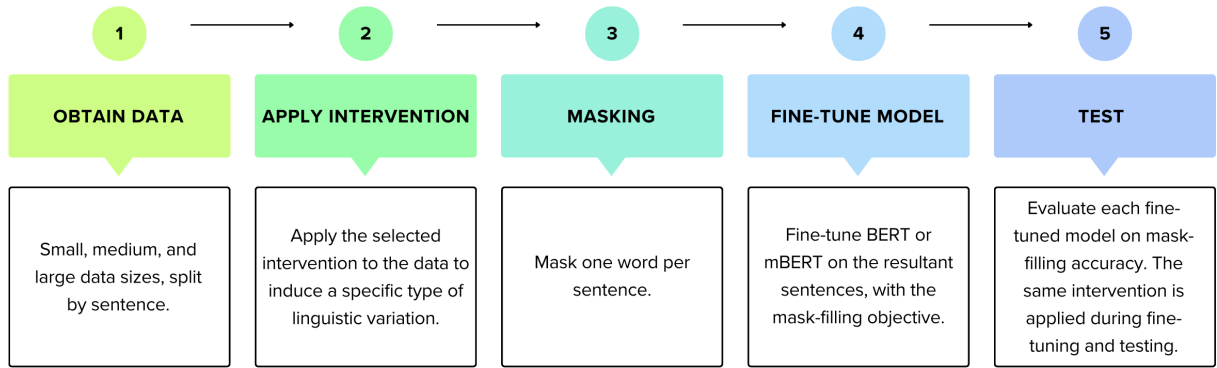 1
2
3
4
5
OBTAIN DATA
APPLY INTERVENTION
MASKING
FINE-TUNE MODEL
TEST
Small, medium, and
large data sizes, split
by sentence.
Apply the selected
intervention to the data to
induce a specific type of
linguistic variation.
Mask one word per
sentence.
Fine-tune BERT or
mBERT on the resultant
sentences, with the
mask-filling objective.
Evaluate each fine-
tuned model on mask-
filling accuracy. The
same intervention is
applied during fine-
tuning and testing.